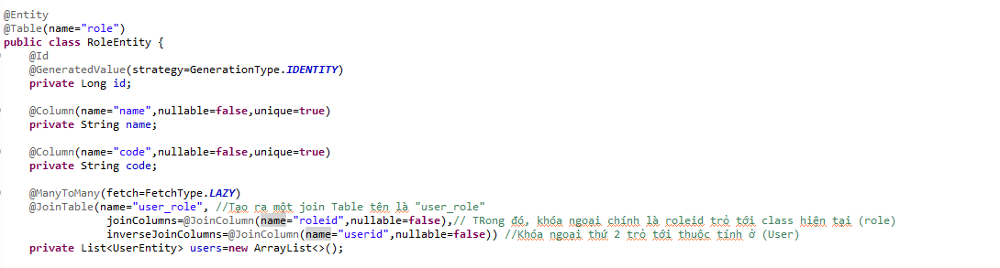 @Entity
@Table(name="role")
public class RoleEntity {
@Id
@GeneratedValue(strategy=GenerationType.IDENTITY)
private Long id;
@Column(name="name",nullable=false,unique=true)
private String name;
@Column(name="code",nullable=false,unique=true)
private String code;
@ManyToMany(fetch=FetchType.LAZY)
@JoinTable(name="user_role", //Tạo ra một join Table tên là "user_role"
joinColumns=@JoinColumn(name="roleid",nullable=false),// TRong đó, khóa ngoại chính là roleid trỏ tới class hiện tại (role)
inverseJoinColumns=@JoinColumn(name="userid",nullable=false)) //Khóa ngoại thứ 2 trỏ tới thuộc tính ở (User)
private List<UserEntity> users=new ArrayList<>();